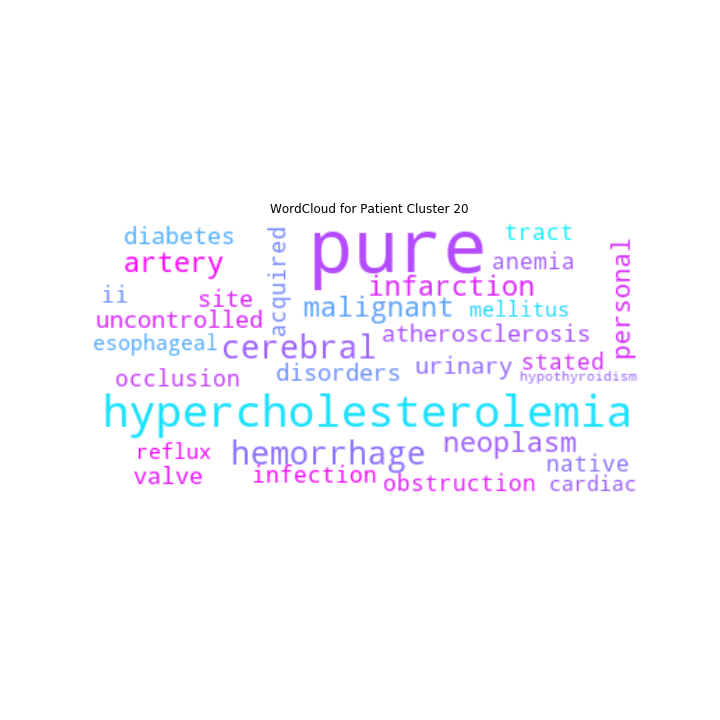 WordCloud for Patient Cluster 20
diabetes
acquired
pure
tract
artery
anemia
personal
ii
site
infarction
malignant
mellitus
uncontrolled
atherosclerosis
esophageal
cerebral
disorders
urinary
stated
occlusion
hypothyroidism
hypercholesterolemia
reflux
hemorrhage
neoplasm
valve
infection
native
obstruction
cardiac